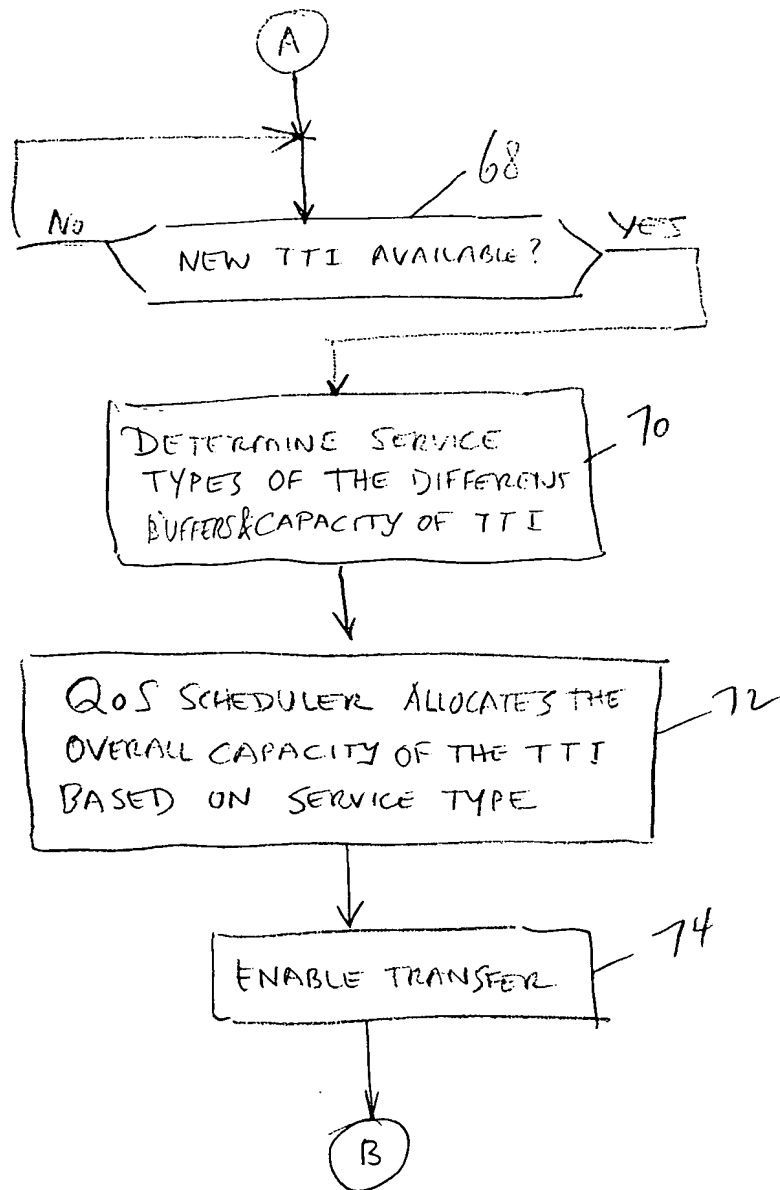 A
68
No
YES
NEW TTI AVAILABLE?
70
DETERMINE SERVICE
TYPES OF THE DIFFERENT
BUFFERS & CAPACITY OF TTI
72
QoS SCHEDULER ALLOCATES THE
OVERALL CAPACITY OF THE TTI
BASED ON SERVICE TYPE
74
ENABLE TRANSFER
B